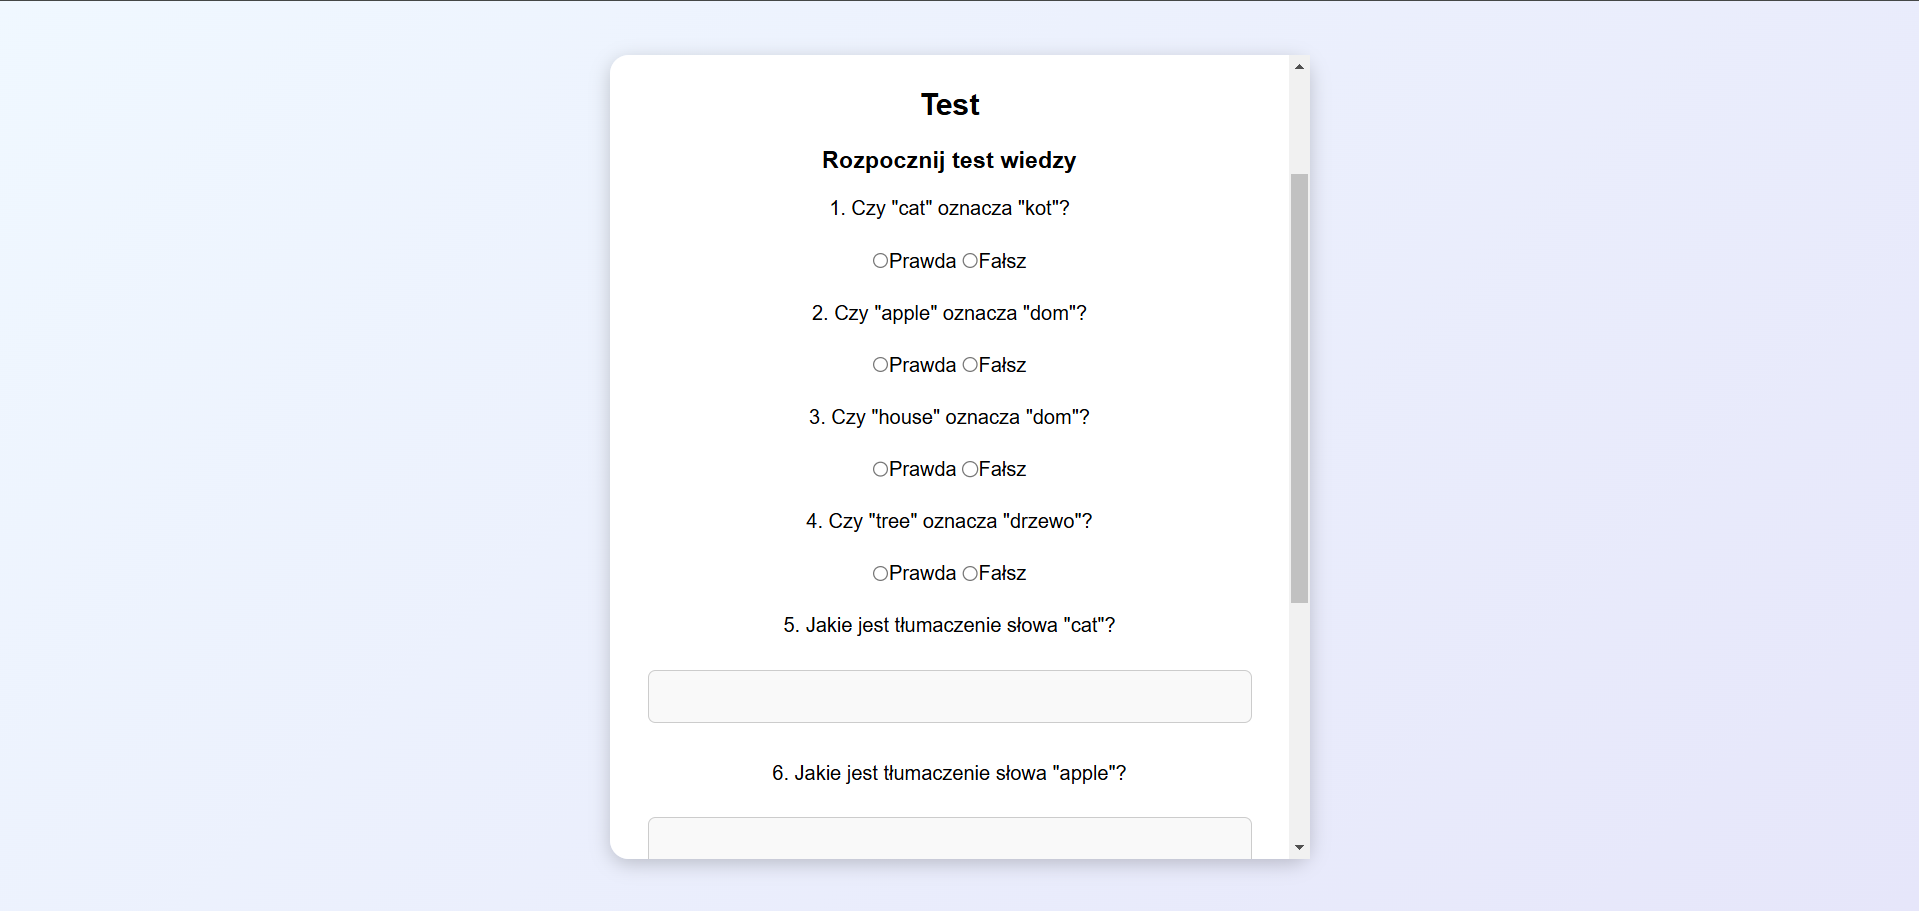 Test
Rozpocznij test wiedzy
1. Czy "cat" oznacza "kot"?
Prawda Fałsz
2. Czy "apple" oznacza "dom"?
Prawda Fałsz
3. Czy "house" oznacza "dom"?
Prawda Fałsz
4. Czy "tree" oznacza "drzewo"?
Prawda Fałsz
5. Jakie jest tłumaczenie słowa "cat"?
6. Jakie jest tłumaczenie słowa "apple"?